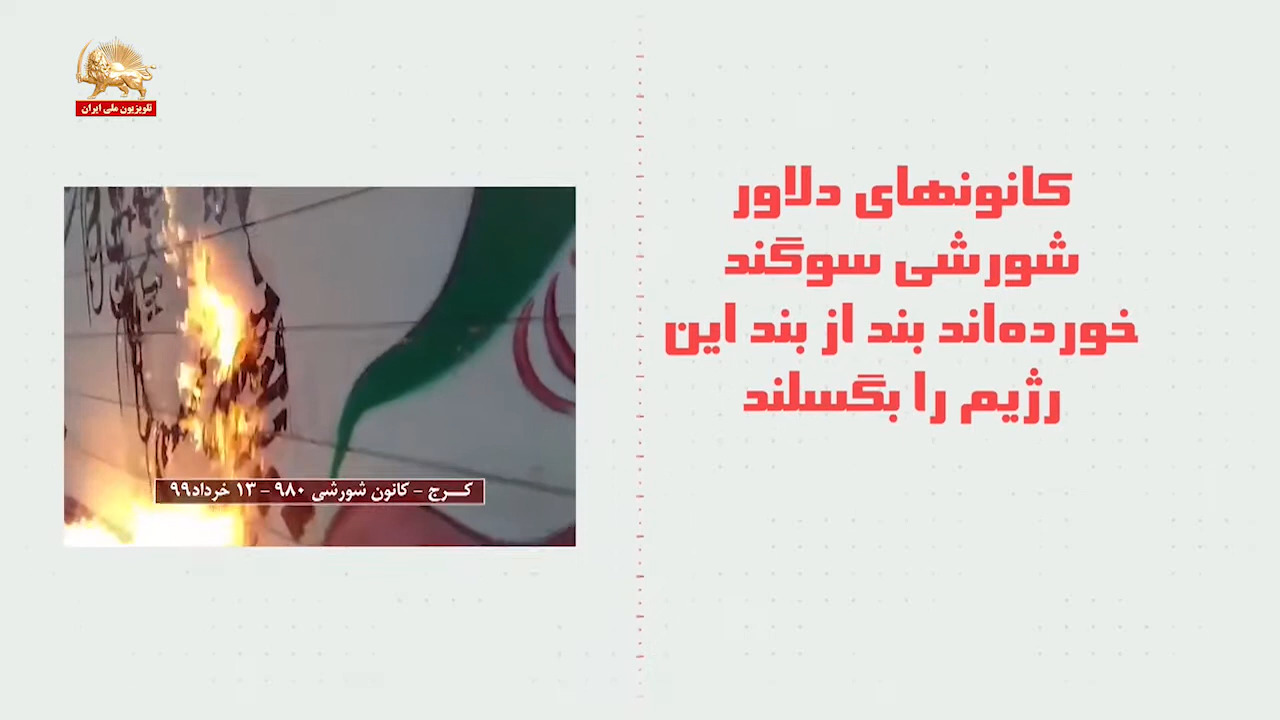 تلویزیون ملی ایران
کانونهای دلاور
شورشی سوگند
خورده‌اند بند از بند این
رژیم را بگسلند
کـــرج - کانون شورشی ۹۸۰ - ۱۳ خرداد۹۹